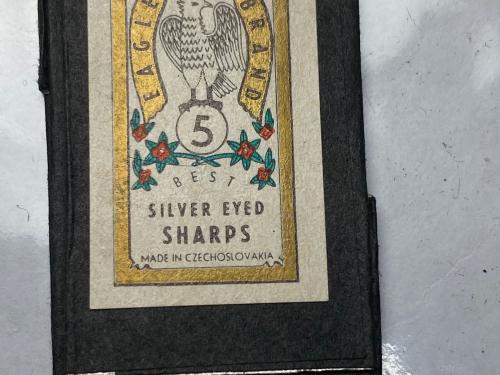 EAGLE BRAND
5
BEST
SILVER EYED
SHARPS
MADE IN CZECHOSLOVAKIA